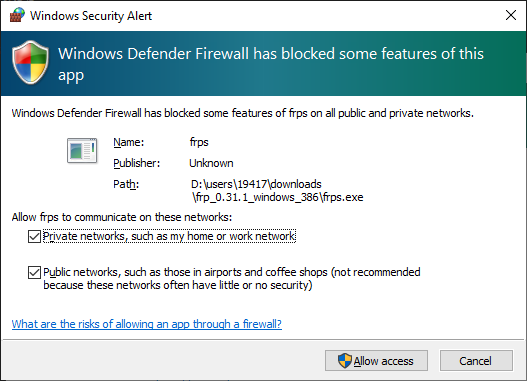 Windows Security Alert
Windows Defender Firewall has blocked some features of this
app
Windows Defender Firewall has blocked some features of frps on all public and private networks.
Name: frps
Publisher: Unknown
Path: D:\users\19417\downloads
\frp_0.31.1_windows_386\frps.exe
Allow frps to communicate on these networks:
Private networks, such as my home or work network
Public networks, such as those in airports and coffee shops (not recommended
because these networks often have little or no security)
What are the risks of allowing an app through a firewall?
Allow access Cancel